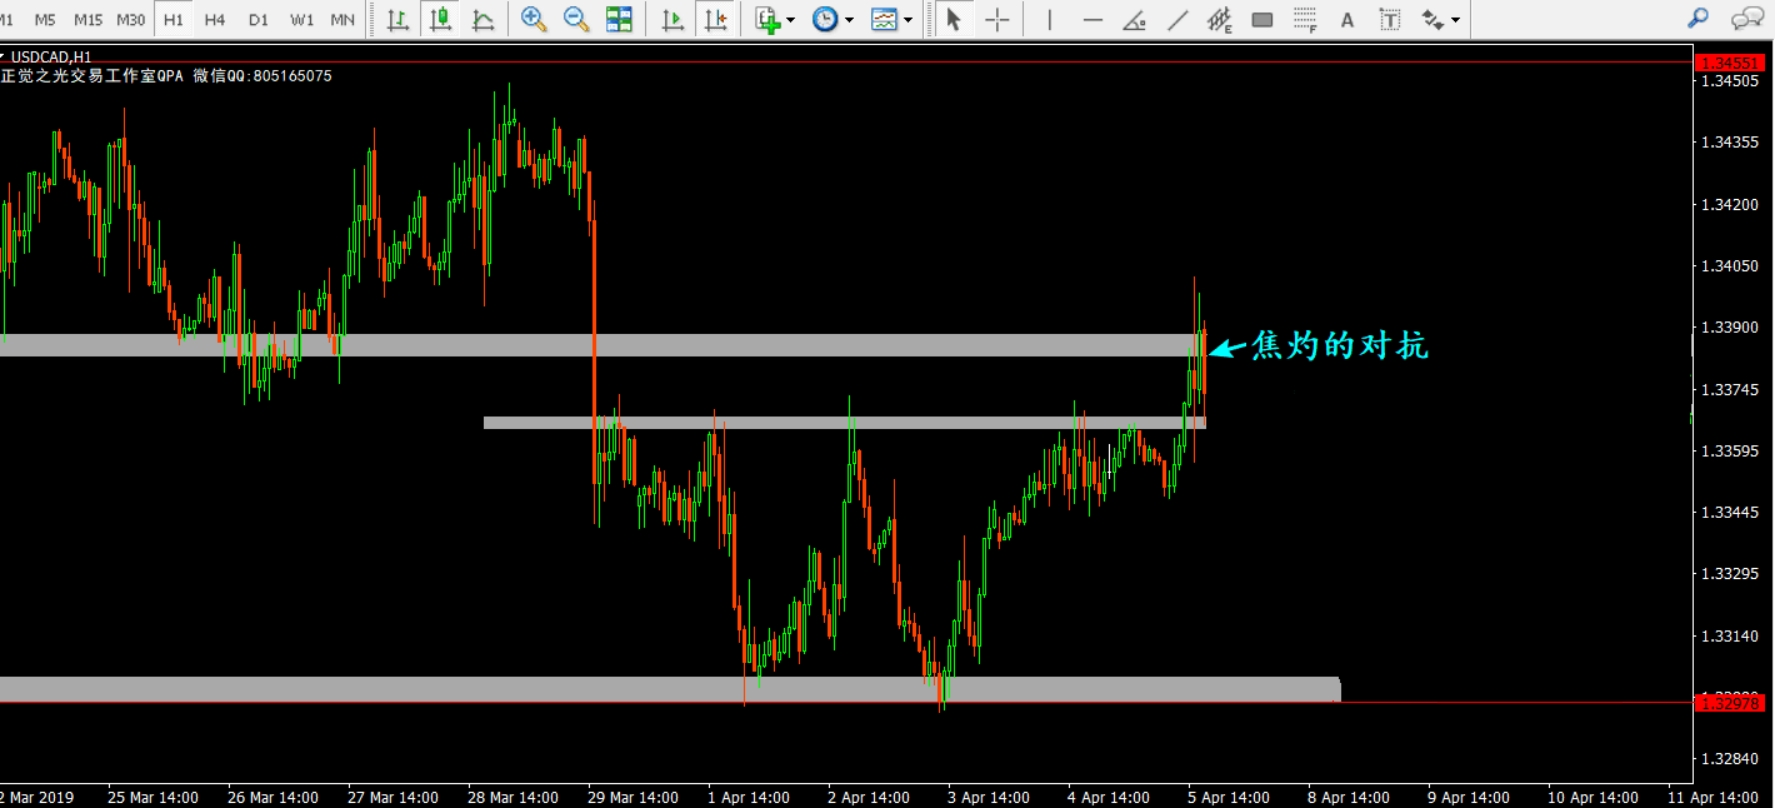 M5 M15 M30 H1 H4 D1 W1 MN
E F A T
USDCAD,H1
正觉之光交易工作室QPA 微信QQ:805165075
1.34551
1.34505
1.34355
1.34200
1.34050
1.33900
焦灼的对抗
1.33745
1.33595
1.33445
1.33295
1.33140
1.32978
1.32840
2 Mar 2019 25 Mar 14:00 26 Mar 14:00 27 Mar 14:00 28 Mar 14:00 29 Mar 14:00 1 Apr 14:00 2 Apr 14:00 3 Apr 14:00 4 Apr 14:00 5 Apr 14:00 8 Apr 14:00 9 Apr 14:00 10 Apr 14:00 11 Apr 14:00